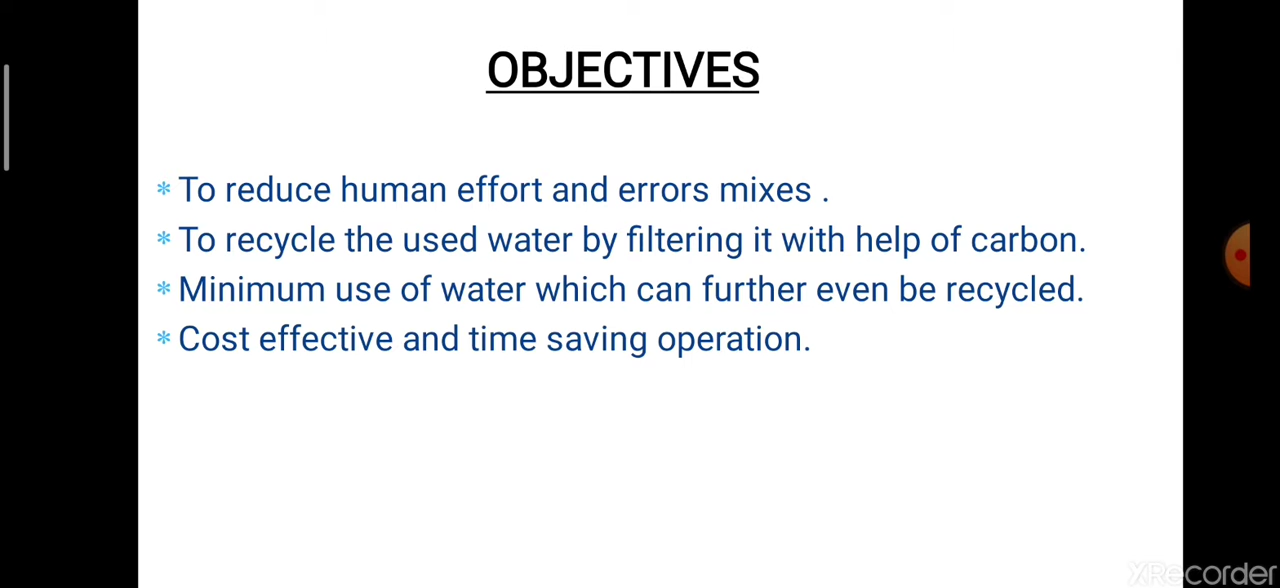 OBJECTIVES
* To reduce human effort and errors mixes .
* To recycle the used water by filtering it with help of carbon.
* Minimum use of water which can further even be recycled.
* Cost effective and time saving operation.
XRecorder